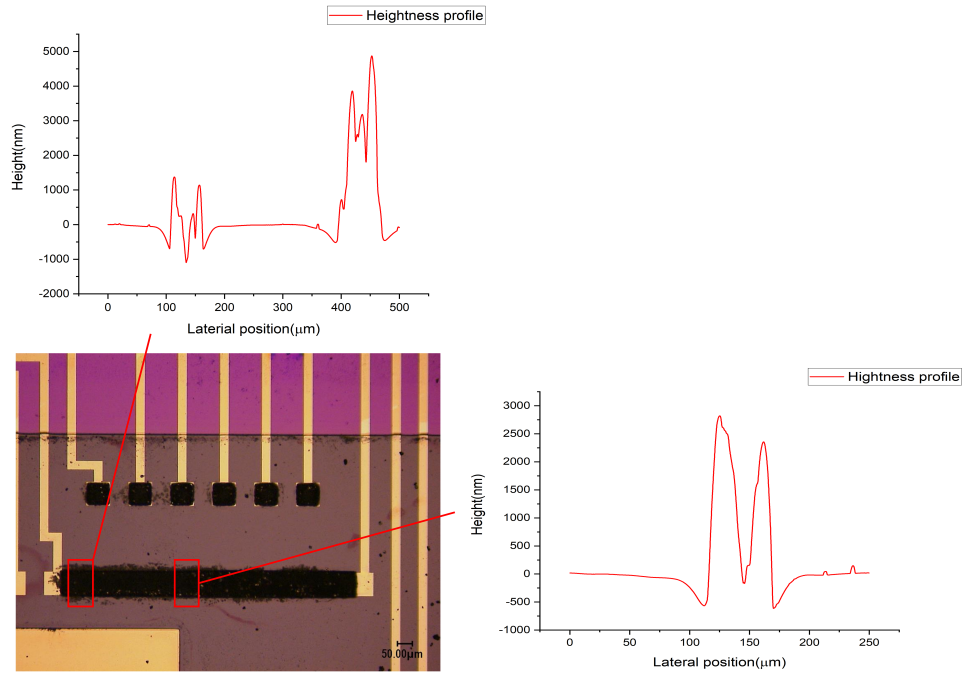 Heightness profile
5000
4000
3000
2000
1000
0
-1000
-2000
Height(nm)
0 100 200 300 400 500
Laterial position(μm)
50.00μm
Hightness profile
3000
2500
2000
1500
1000
500
0
-500
-1000
Height(nm)
0 50 100 150 200 250
Lateral position(μm)